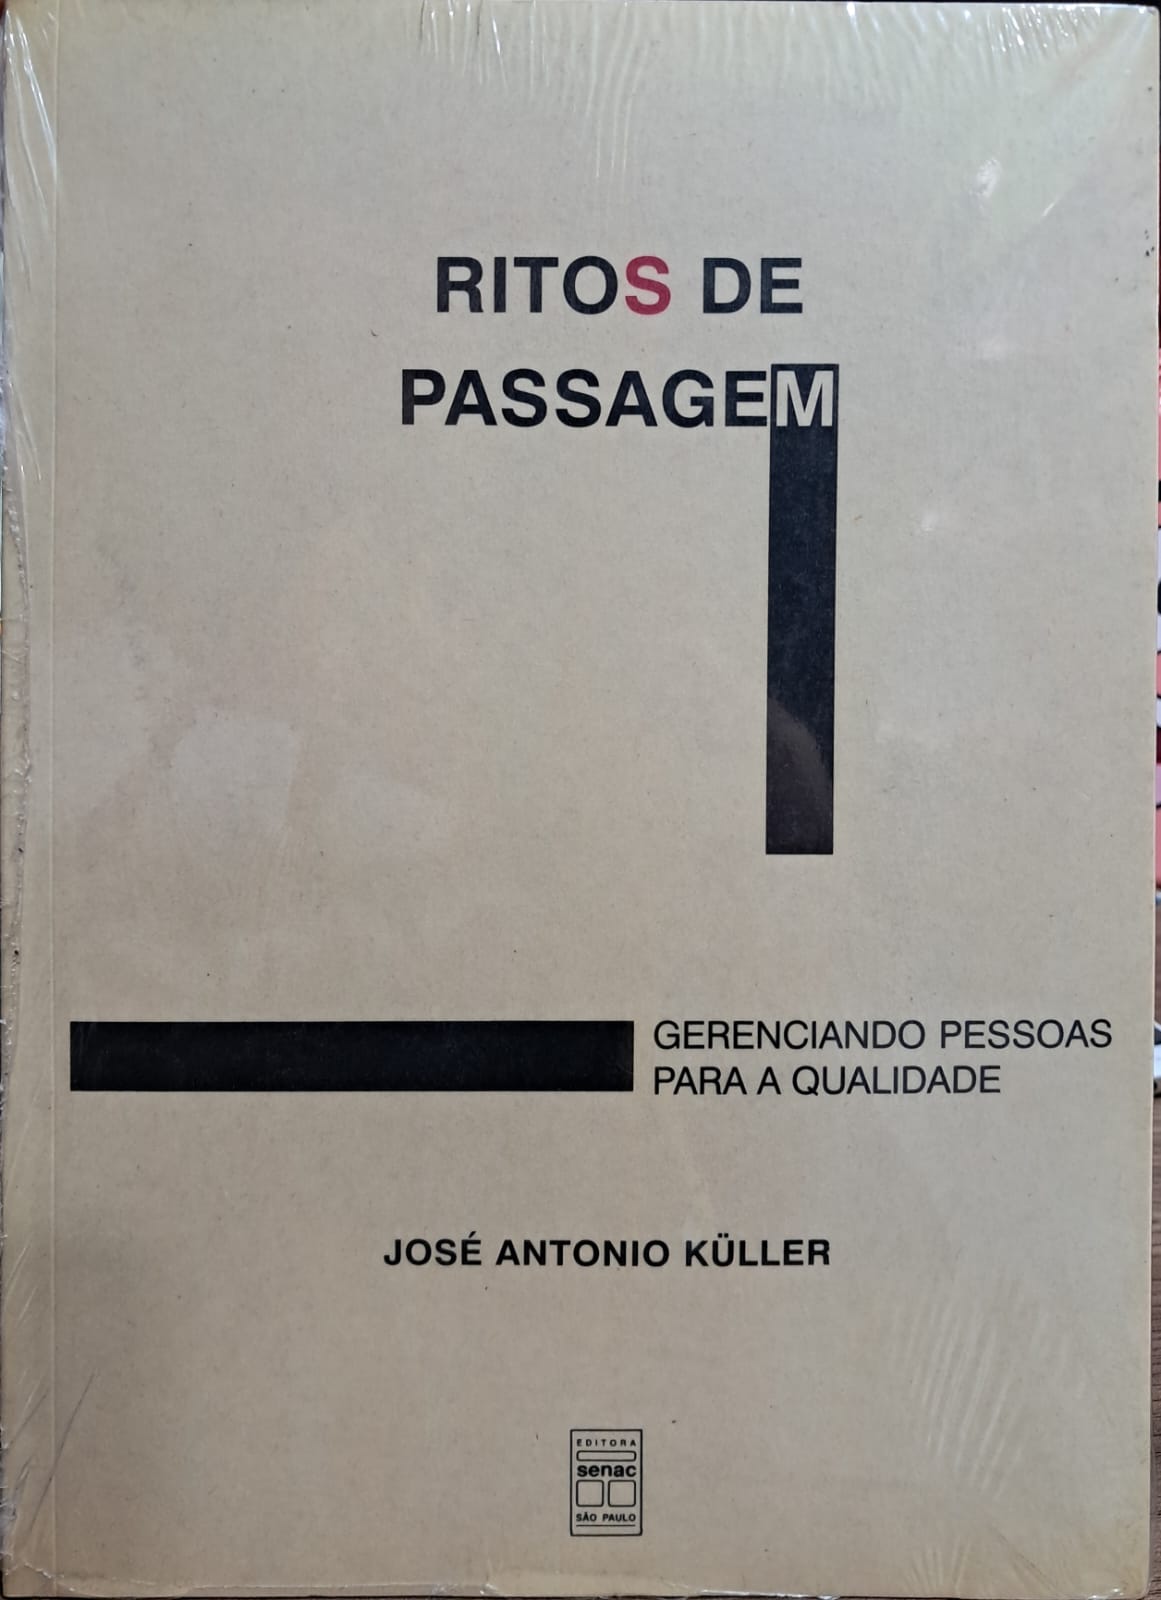 RITOS DE
PASSAGEM
GERENCIANDO PESSOAS
PARA A QUALIDADE
JOSÉ ANTONIO KÜLLER
EDITORA
senac
SÃO PAULO